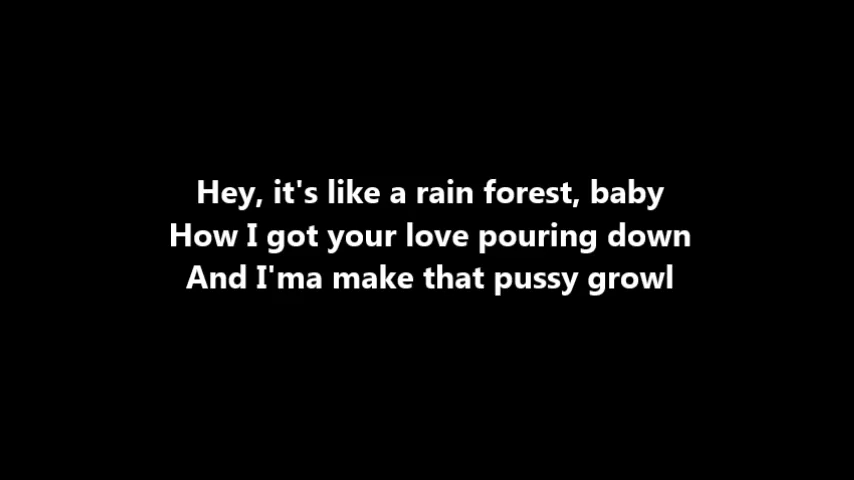 Hey, it's like a rain forest, baby
How I got your love pouring down
And I'ma make that pussy growl